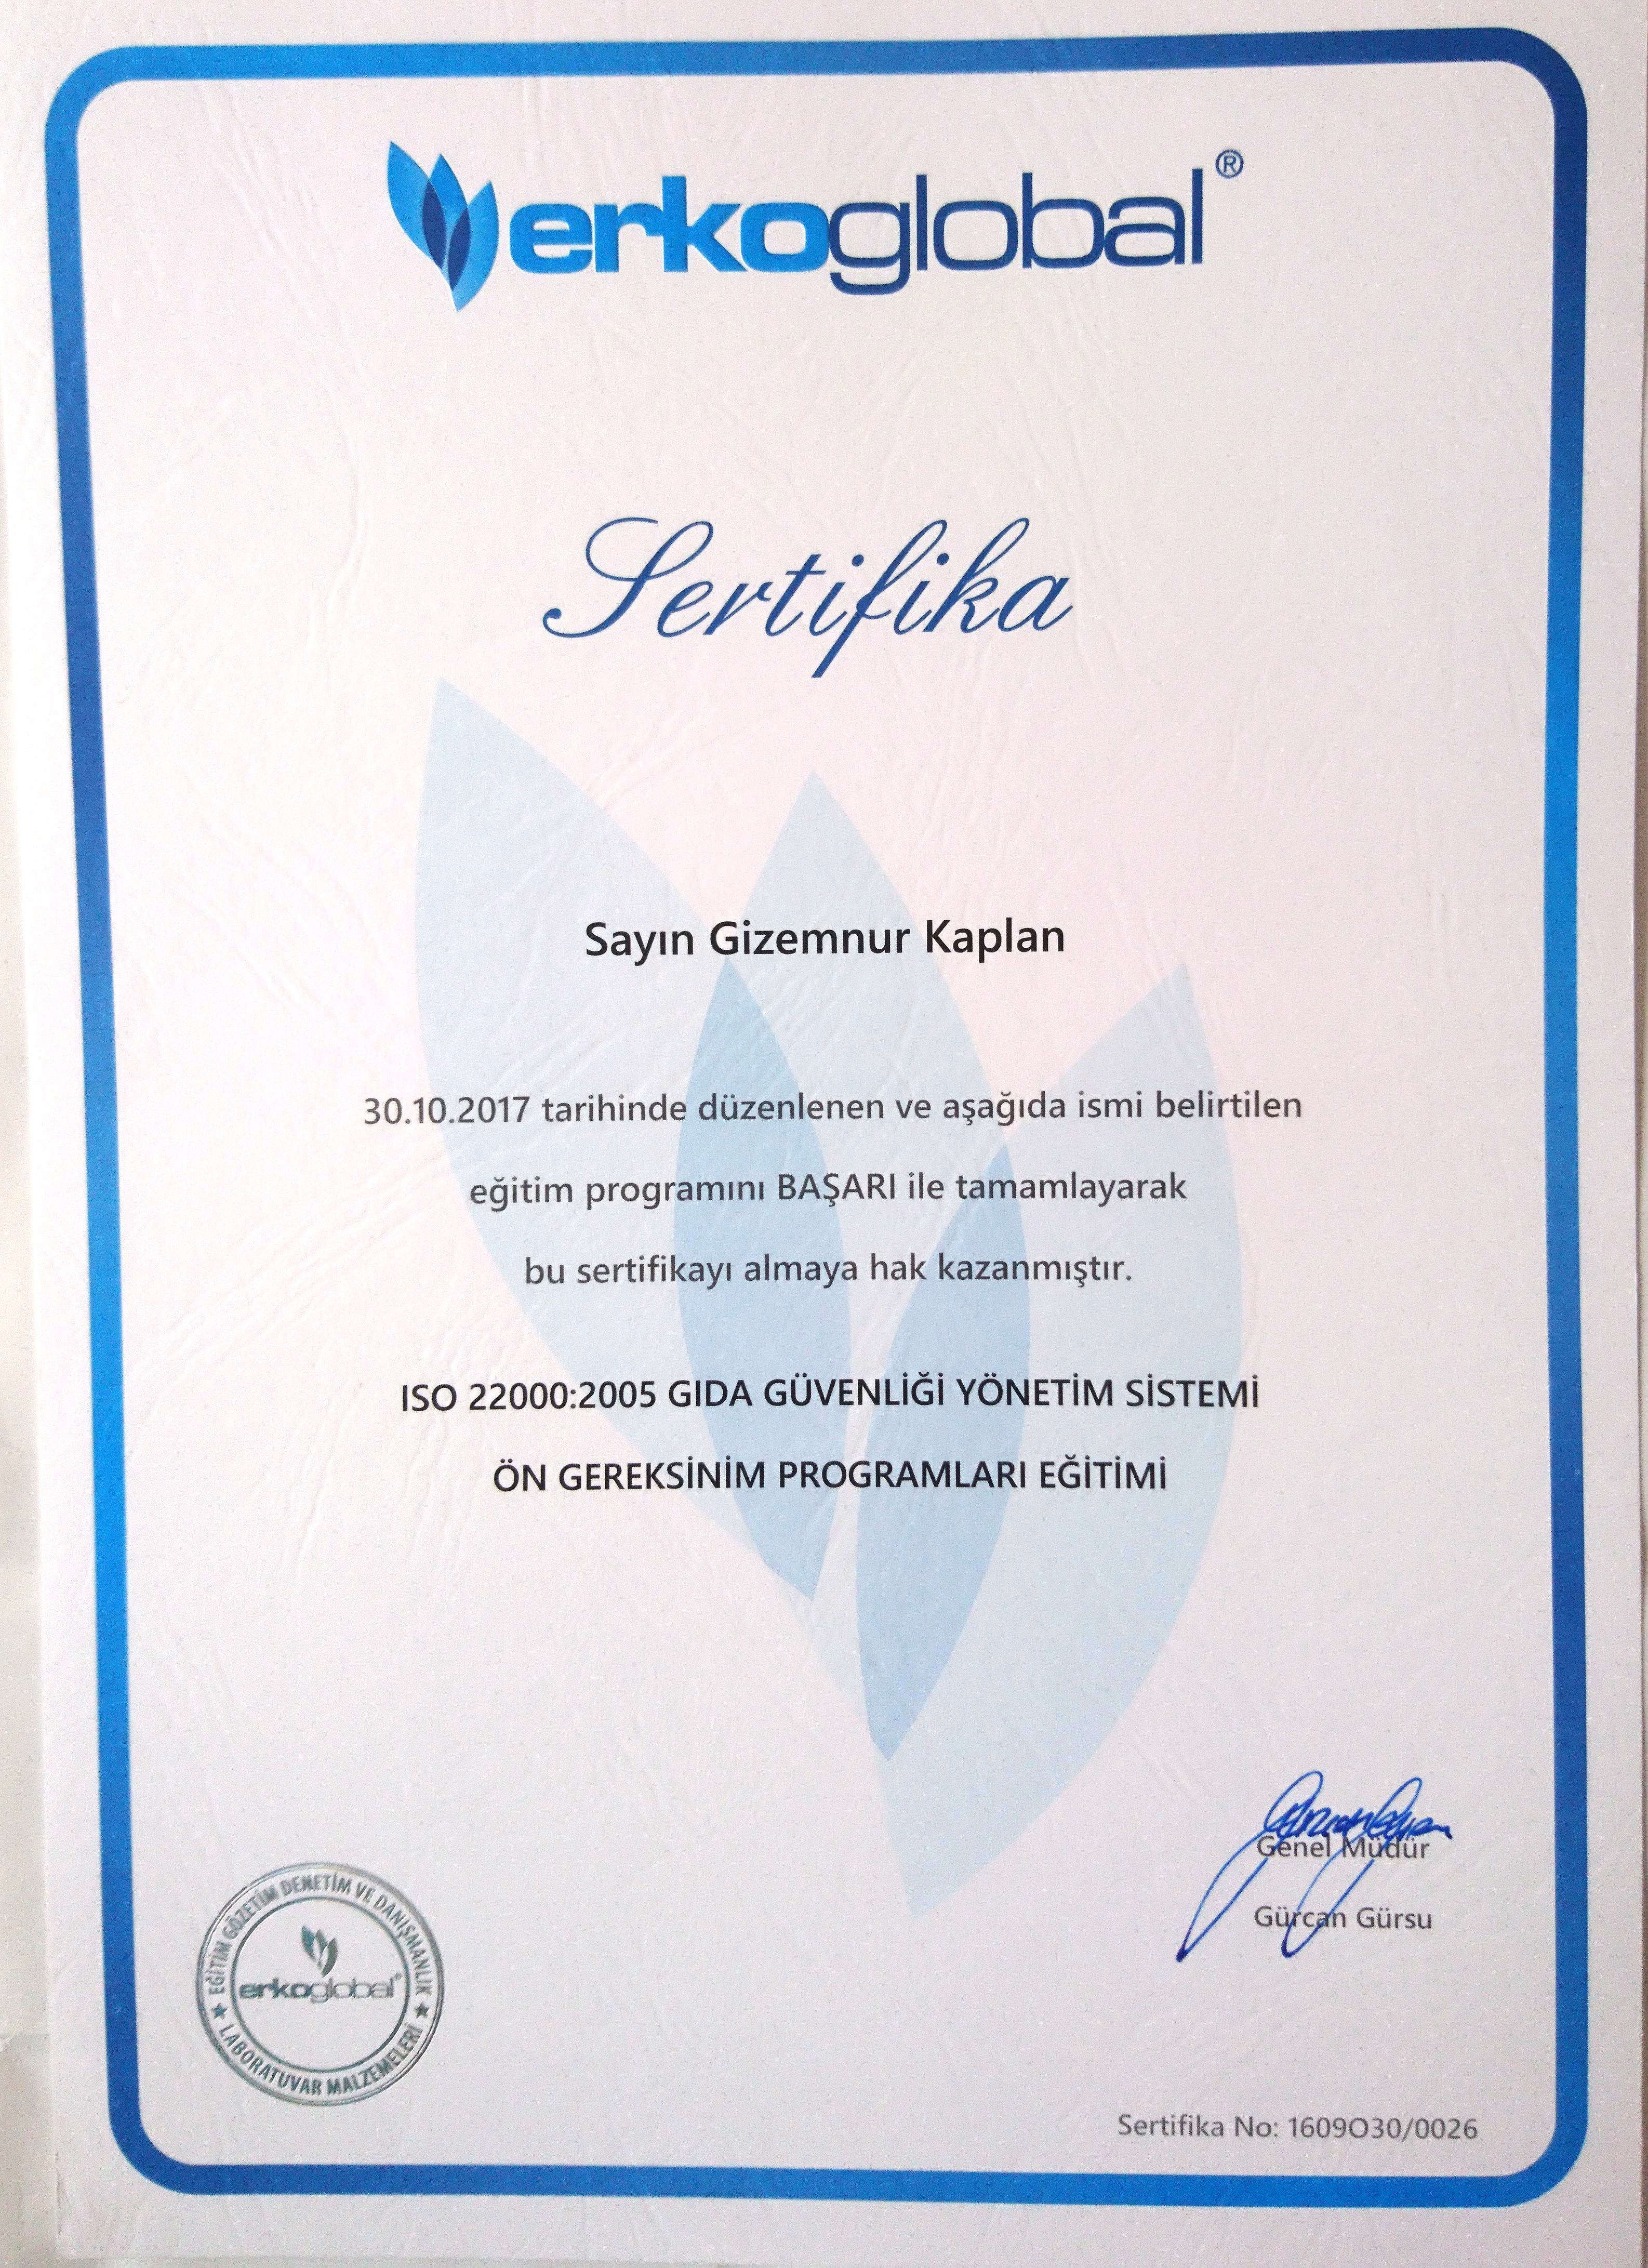 erkoglobal®
Sertifika
Sayın Gizemnur Kaplan
30.10.2017 tarihinde düzenlenen ve aşağıda ismi belirtilen
eğitim programını BAŞARI ile tamamlayarak
bu sertifikayı almaya hak kazanmıştır.
ISO 22000:2005 GIDA GÜVENLİĞİ YÖNETİM SİSTEMİ
ÖN GEREKSİNİM PROGRAMLARI EĞİTİMİ
Genel Müdür
Gürcan Gürsu
EĞİTİM GÖZETİM DENETİM VE DANIŞMANLIK
erkoglobal®
★ LABORATUVAR MALZEMELERİ ★
Sertifika No: 1609O30/0026